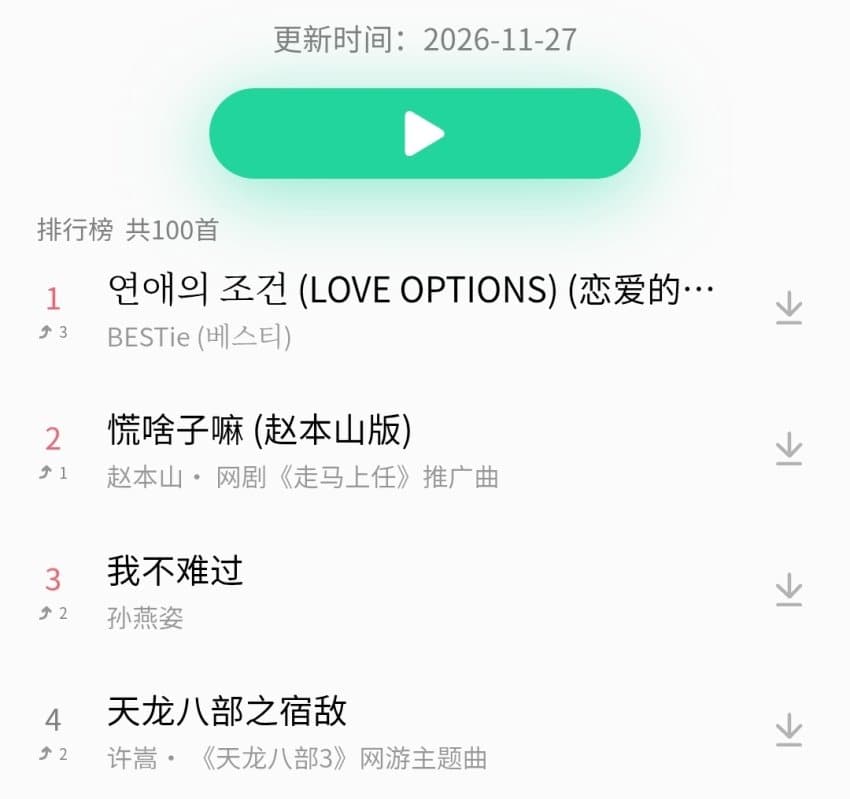 更新时间：2026-11-27
排行榜 共100首
1
연애의 조건 (LOVE OPTIONS) (恋爱的…
3
BESTie (베스티)
2
慌啥子嘛 (赵本山版)
1
赵本山· 网剧《走马上任》推广曲
3
我不难过
2
孙燕姿
4
天龙八部之宿敌
2
许嵩· 《天龙八部3》网游主题曲